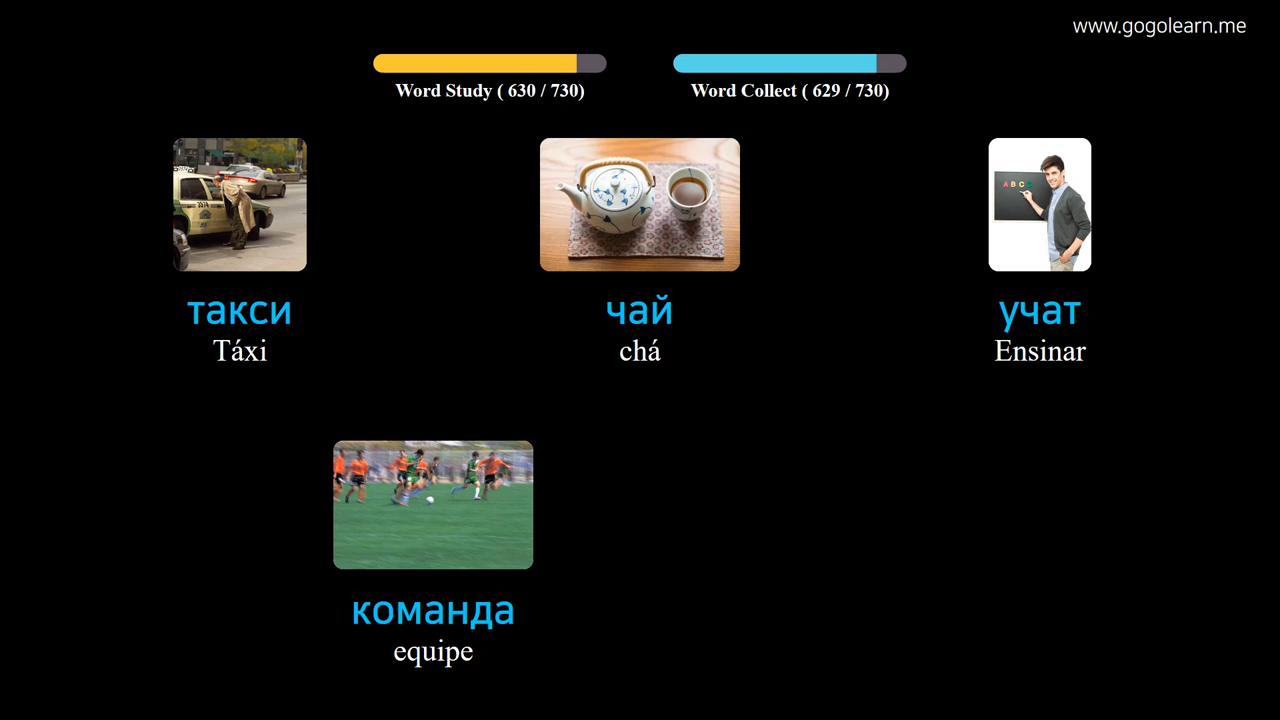 www.gogolearn.me
Word Study ( 630 / 730)
Word Collect ( 629 / 730)
такси
Táxi
чай
chá
учат
Ensinar
команда
equipe